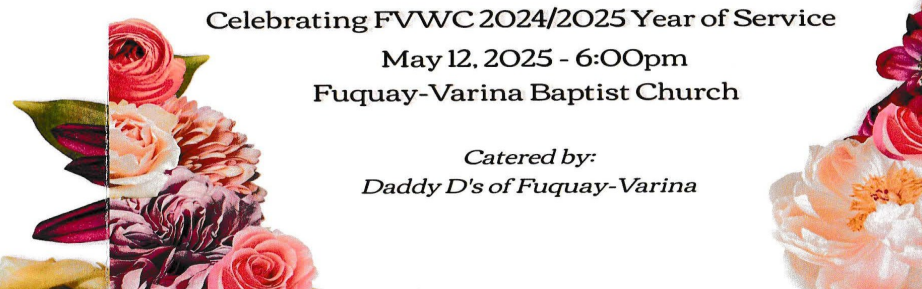 Celebrating FVWC 2024/2025 Year of Service
May 12, 2025 - 6:00pm
Fuquay-Varina Baptist Church
Catered by:
Daddy D's of Fuquay-Varina